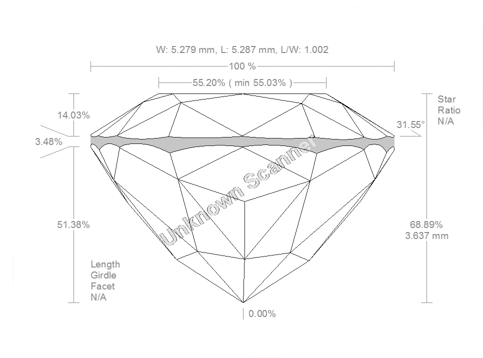 W: 5.279 mm, L: 5.287 mm, L/W: 1.002
100 %
55.20% ( min 55.03% )
14.03%
Star
Ratio
N/A
31.55°
3.48%
Unknown Scanner
51.38%
68.89%
3.637 mm
Length
Girdle
Facet
N/A
0.00%